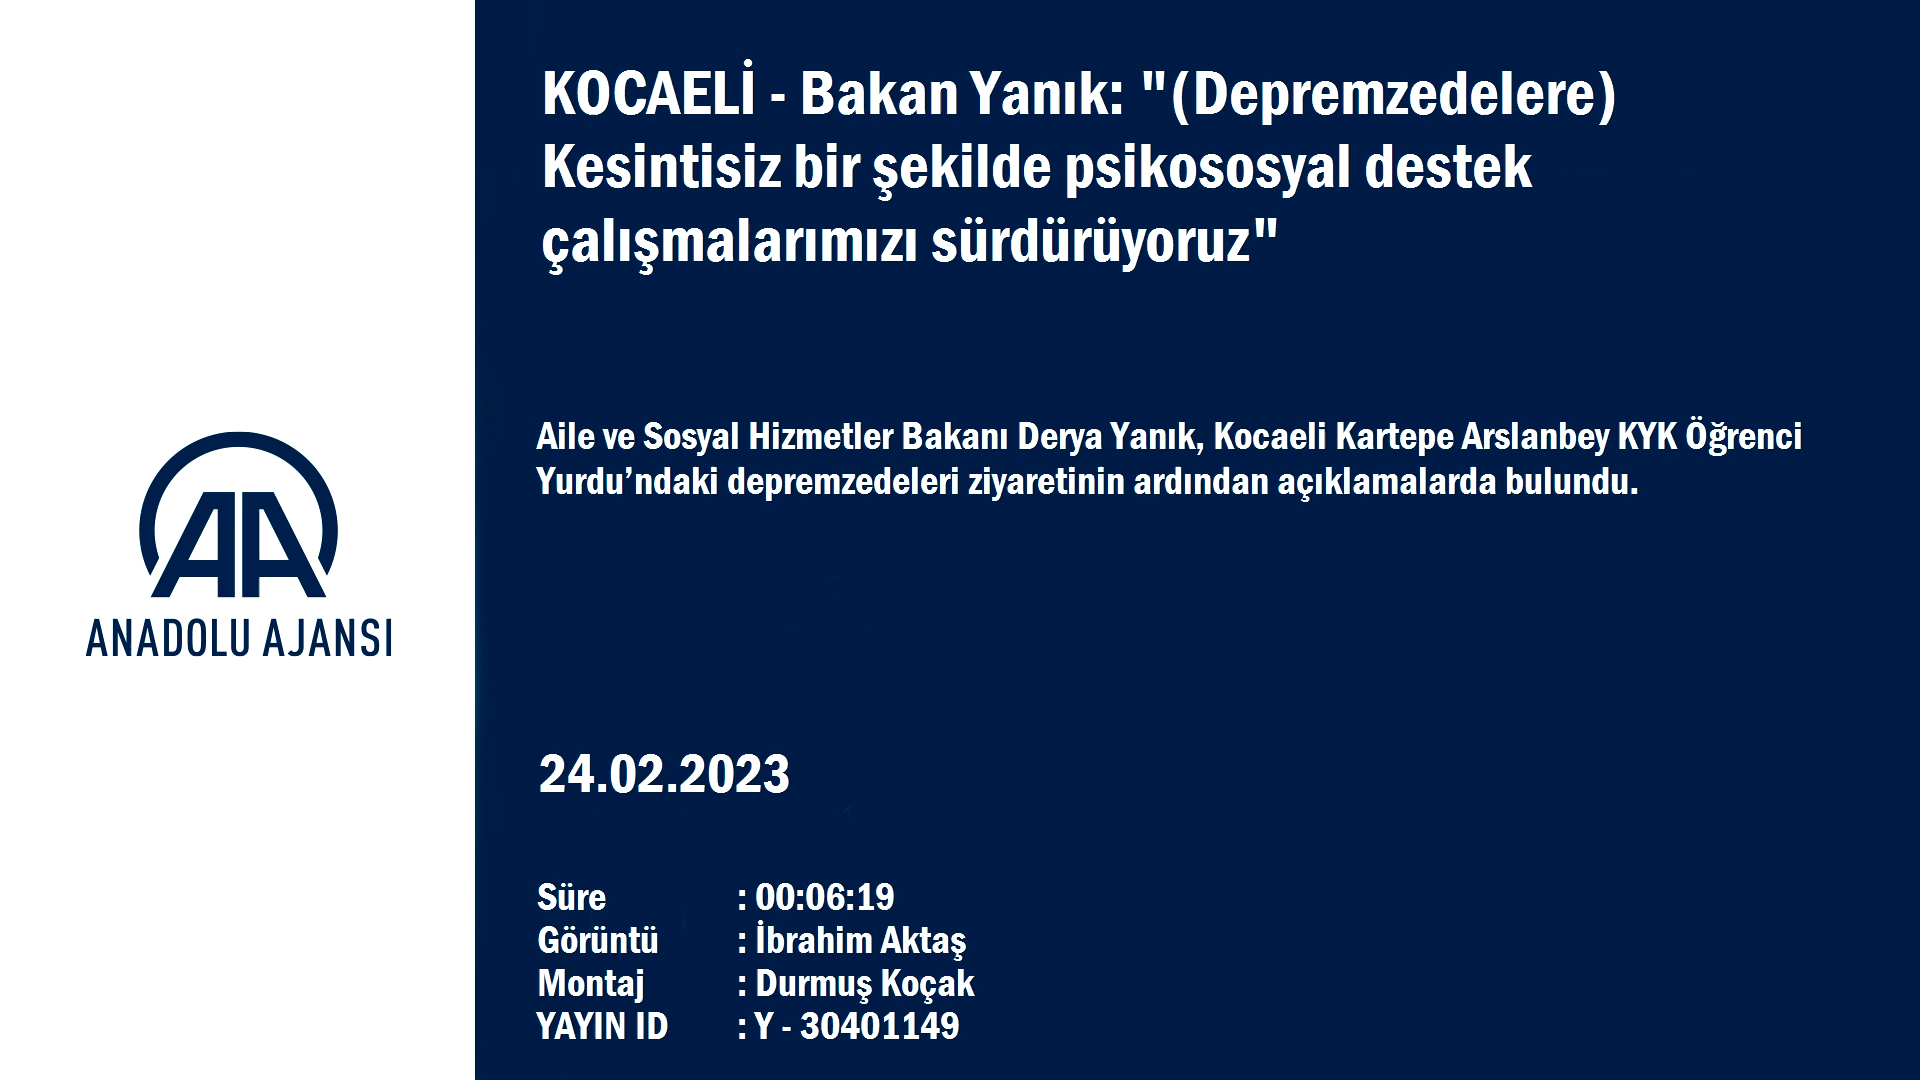 KOCAELİ - Bakan Yanık: "(Depremzedelere)
Kesintisiz bir şekilde psikososyal destek
çalışmalarımızı sürdürüyoruz"
Aile ve Sosyal Hizmetler Bakanı Derya Yanık, Kocaeli Kartepe Arslanbey KYK Öğrenci
Yurdu’ndaki depremzedeleri ziyaretinin ardından açıklamalarda bulundu.
AA
ANADOLU AJANSI
24.02.2023
Süre : 00:06:19
Görüntü : İbrahim Aktaş
Montaj : Durmuş Koçak
YAYIN ID : Y - 30401149